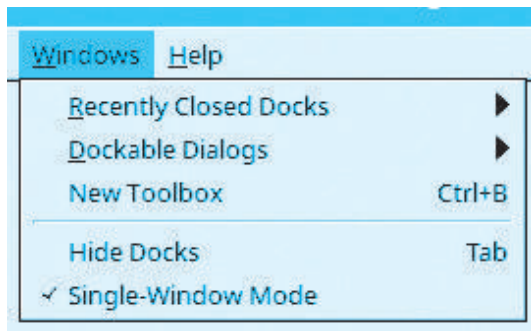 Windows Help
Recently Closed Docks
Dockable Dialogs
New Toolbox Ctrl+B
Hide Docks Tab
✓ Single-Window Mode